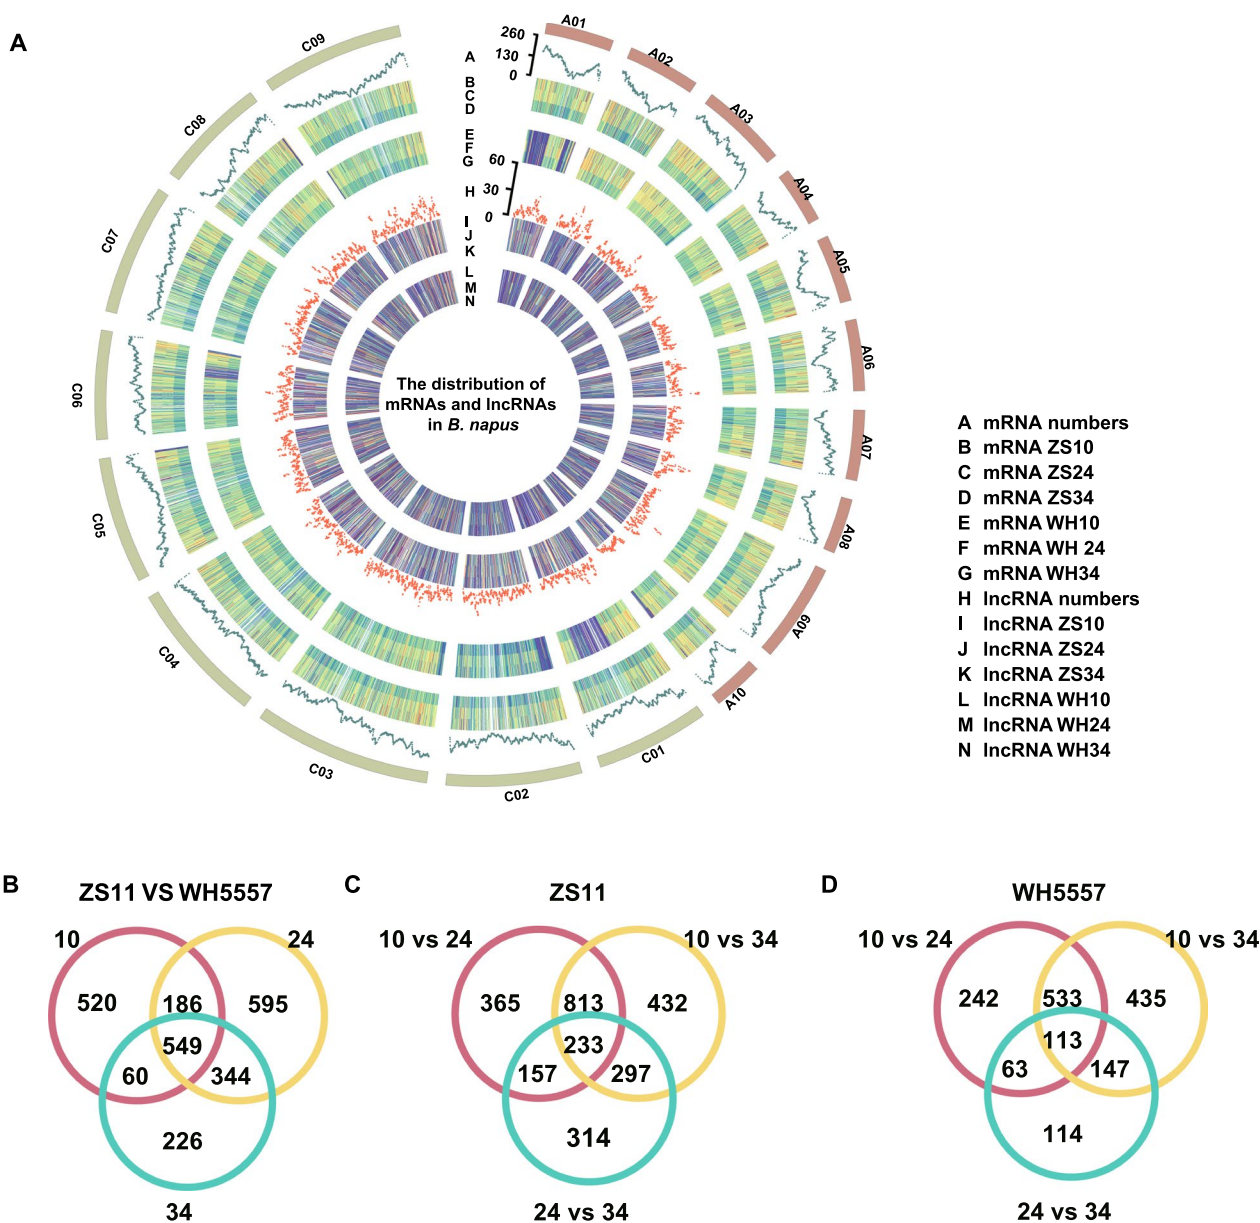 A
260
130
0
A
B
C
D
E
F
G
60
30
0
H
I
J
K
L
M
N
A01
A02
A03
A04
A05
A06
A07
A08
A09
A10
C01
C02
C03
C04
C05
C06
C07
C08
C09
The distribution of
mRNAs and lncRNAs
in B. napus
A mRNA numbers
B mRNA ZS10
C mRNA ZS24
D mRNA ZS34
E mRNA WH10
F mRNA WH 24
G mRNA WH34
H lncRNA numbers
I lncRNA ZS10
J lncRNA ZS24
K lncRNA ZS34
L lncRNA WH10
M lncRNA WH24
N lncRNA WH34
B
ZS11 VS WH5557
10
24
520
186
595
549
60
344
226
34
C
ZS11
10 vs 24
10 vs 34
365
813
432
233
157
297
314
24 vs 34
D
WH5557
10 vs 24
10 vs 34
242
533
435
113
63
147
114
24 vs 34